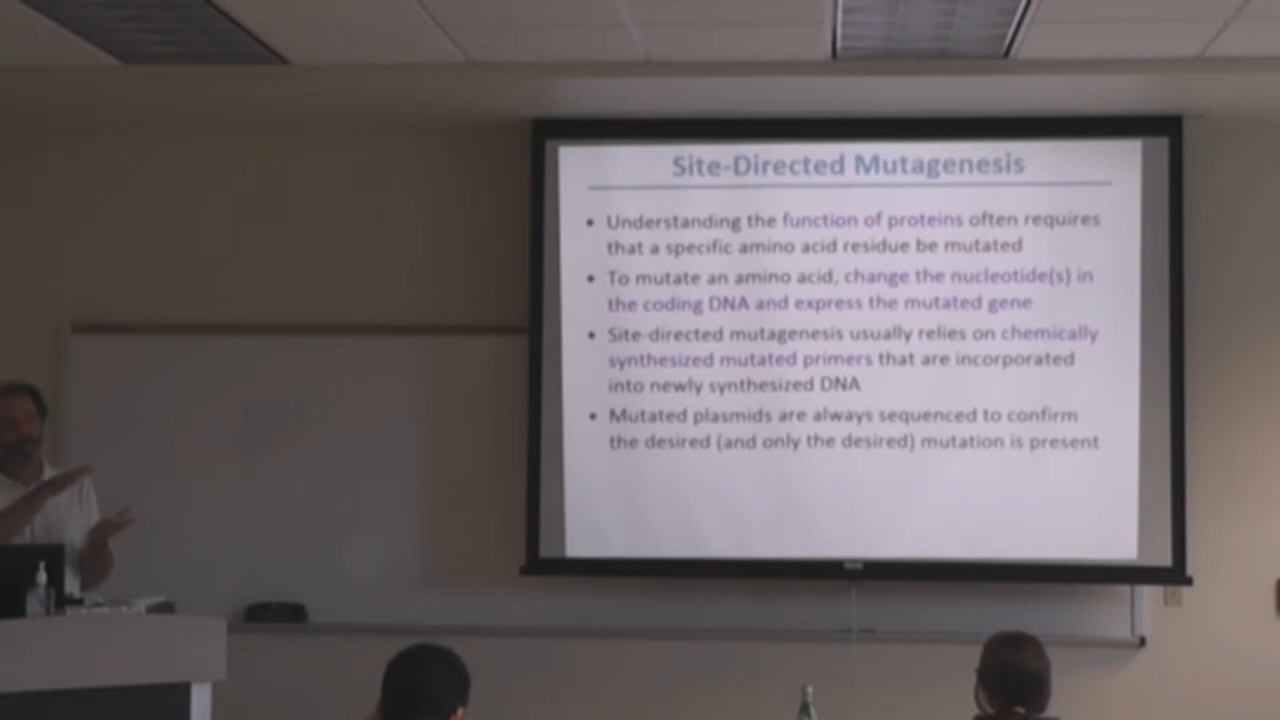 Site-Directed Mutagenesis
• Understanding the function of proteins often requires
that a specific amino acid residue be mutated
• To mutate an amino acid, change the nucleotide(s) in
the coding DNA and express the mutated gene
• Site-directed mutagenesis usually relies on chemically
synthesized mutated primers that are incorporated
into newly synthesized DNA
• Mutated plasmids are always sequenced to confirm
the desired (and only the desired) mutation is present